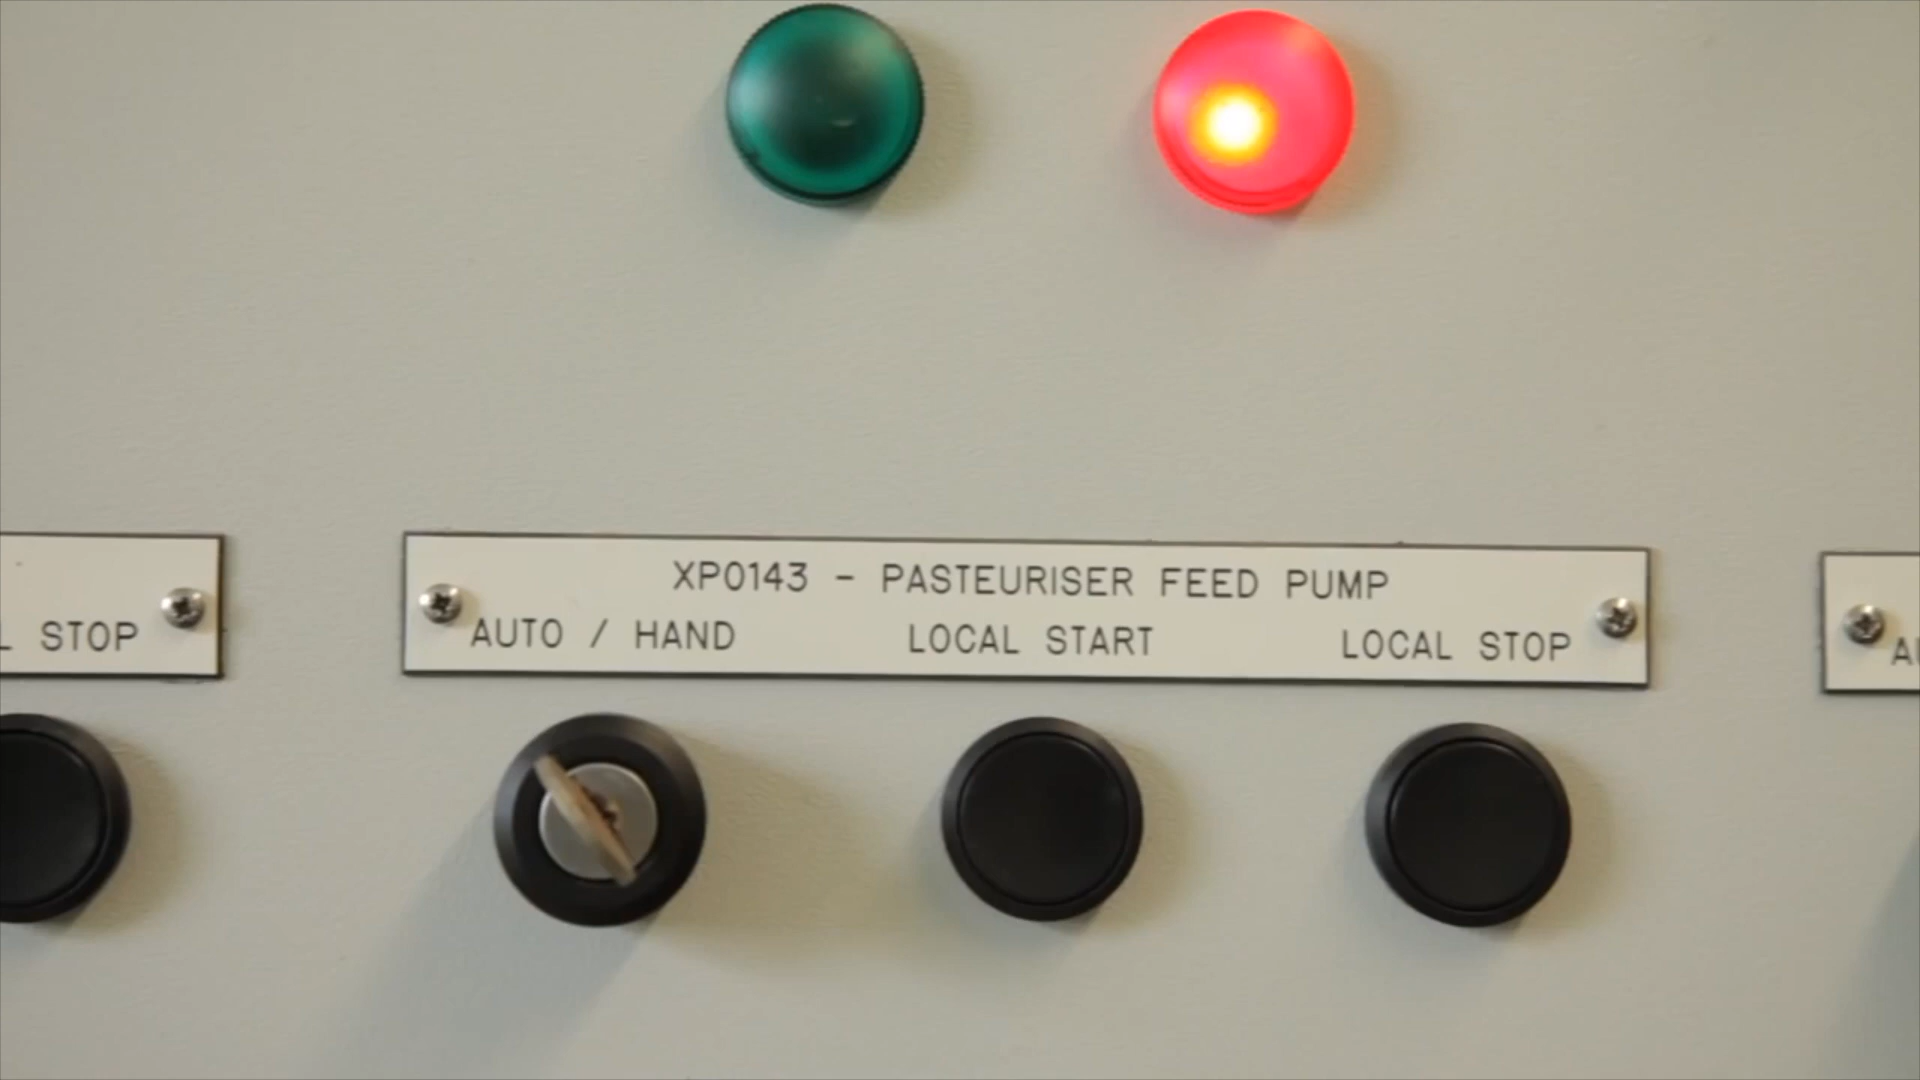 XP0143 - PASTEURISER FEED PUMP
AUTO / HAND LOCAL START LOCAL STOP
L STOP